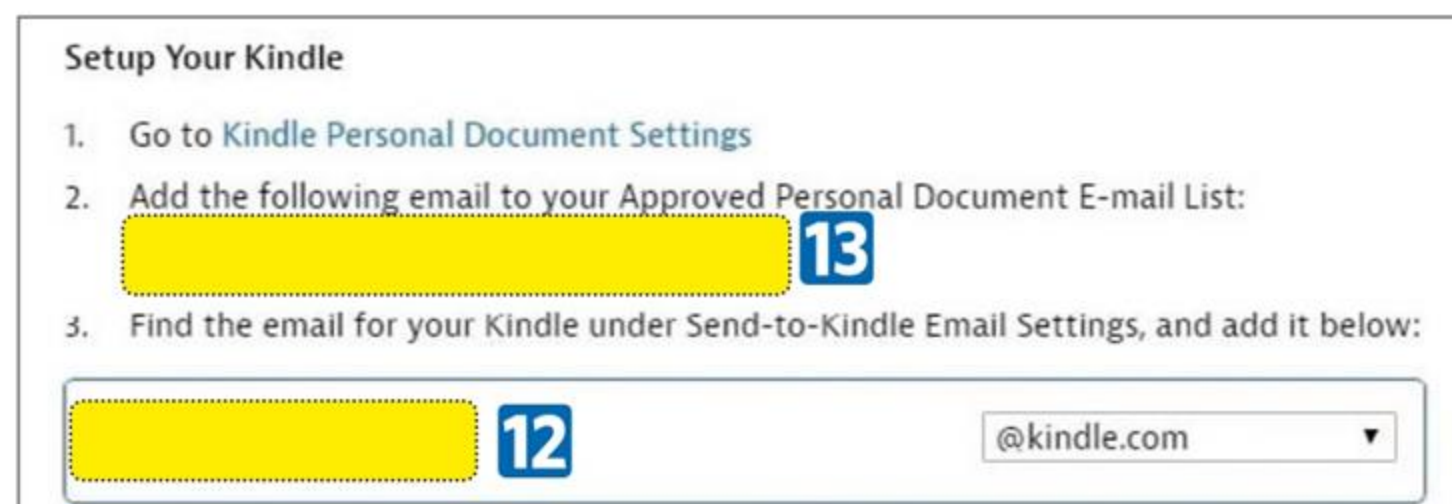 Setup Your Kindle
1. Go to Kindle Personal Document Settings
2. Add the following email to your Approved Personal Document E-mail List:
13
3. Find the email for your Kindle under Send-to-Kindle Email Settings, and add it below:
12 @kindle.com